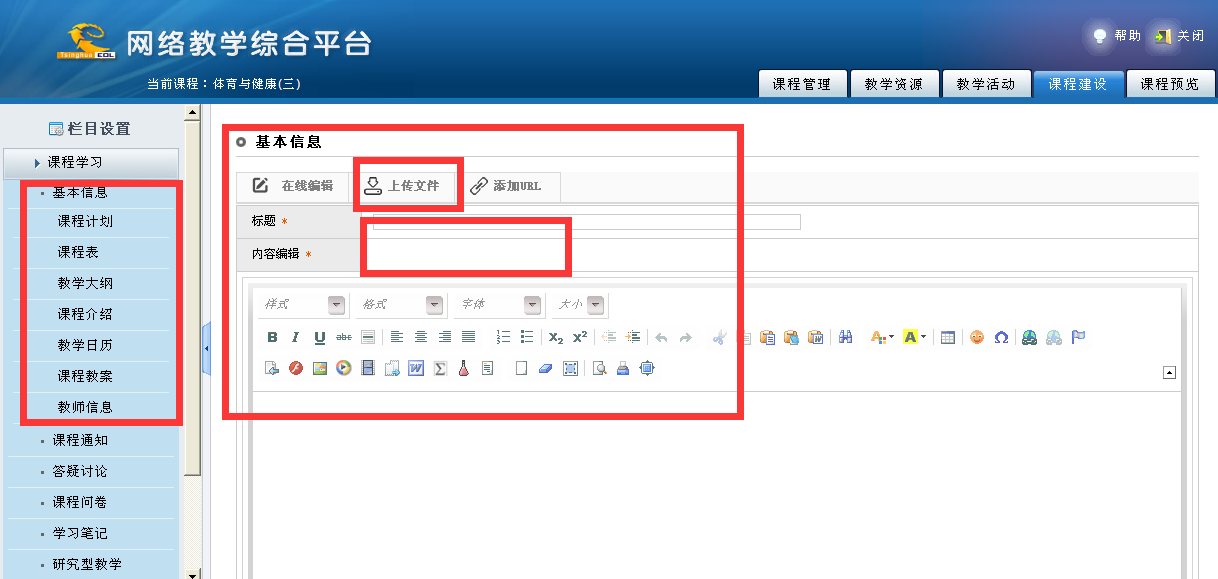 TsingHua COL 网络教学综合平台
帮助 关闭
当前课程：体育与健康(三)
课程管理 教学资源 教学活动 课程建设 课程预览
栏目设置
课程学习
基本信息
课程计划
课程表
教学大纲
课程介绍
教学日历
课程教案
教师信息
课程通知
答疑讨论
课程问卷
学习笔记
研究型教学
基本信息
在线编辑 上传文件 添加URL
标题 *
内容编辑 *
样式 格式 字体 大小
B I U abc X₂ X² A A
W Σ